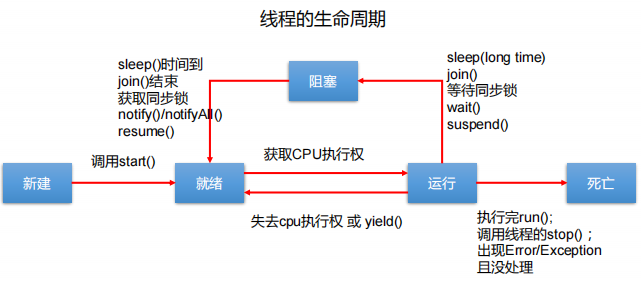 线程的生命周期
sleep()时间到
join()结束
获取同步锁
notify()/notifyAll()
resume()
阻塞
sleep(long time)
join()
等待同步锁
wait()
suspend()
新建
调用start()
就绪
获取CPU执行权
失去cpu执行权 或 yield()
运行
死亡
执行完run();
调用线程的stop() ;
出现Error/Exception
且没处理